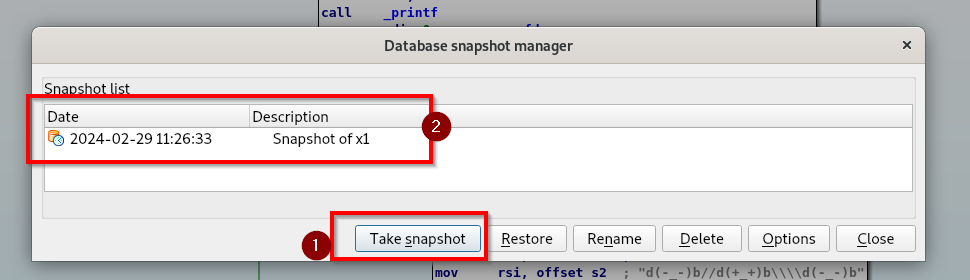 call _printf
Database snapshot manager
×
Snapshot list
Date Description
2024-02-29 11:26:33 Snapshot of x1
2
1
Take snapshot Restore Rename Delete Options Close
mov rsi, offset s2 ; "d(-_-)b//d(+_+)b\\\\d(-_-)b"